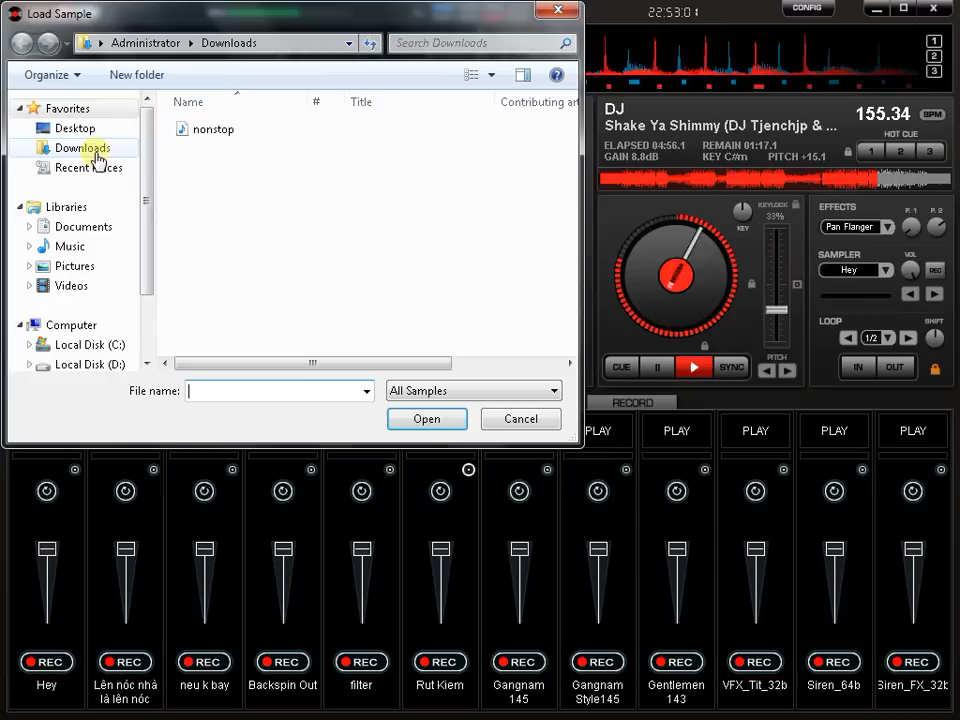 Load Sample
22:53:01
CONFIG
Administrator
Downloads
Search Downloads
1
2
3
Organize
New folder
Favorites
Desktop
Downloads
Recent
Libraries
Documents
Music
Pictures
Videos
Computer
Local Disk (C:)
Local Disk (D:)
Name
#
Title
Contributing art
nonstop
File name:
All Samples
Open
Cancel
DJ
Shake Ya Shimmy (DJ Tjenchjp & ...
155.34 BPM
ELAPSED 04:56.1 REMAIN 01:17.1
GAIN 8.8dB KEY C#m PITCH +15.1
HOT CUE
1 2 3
KEYLOCK
33%
KEY
EFFECTS P. 1 P. 2
Pan Flanger
SAMPLER VOL
Hey REC
LOOP SHIFT
1/2
IN OUT
CUE SYNC PITCH
RECORD
PLAY PLAY PLAY PLAY PLAY
REC REC REC REC REC REC REC REC REC REC REC REC
Hey
Lên nóc nhà
là lên nóc
neu k bay
Backspin Out
filter
Rut Kiem
Gangnam
145
Gangnam
Style145
Gentlemen
143
VFX_Tit_32b
Siren_64b
Siren_FX_32b